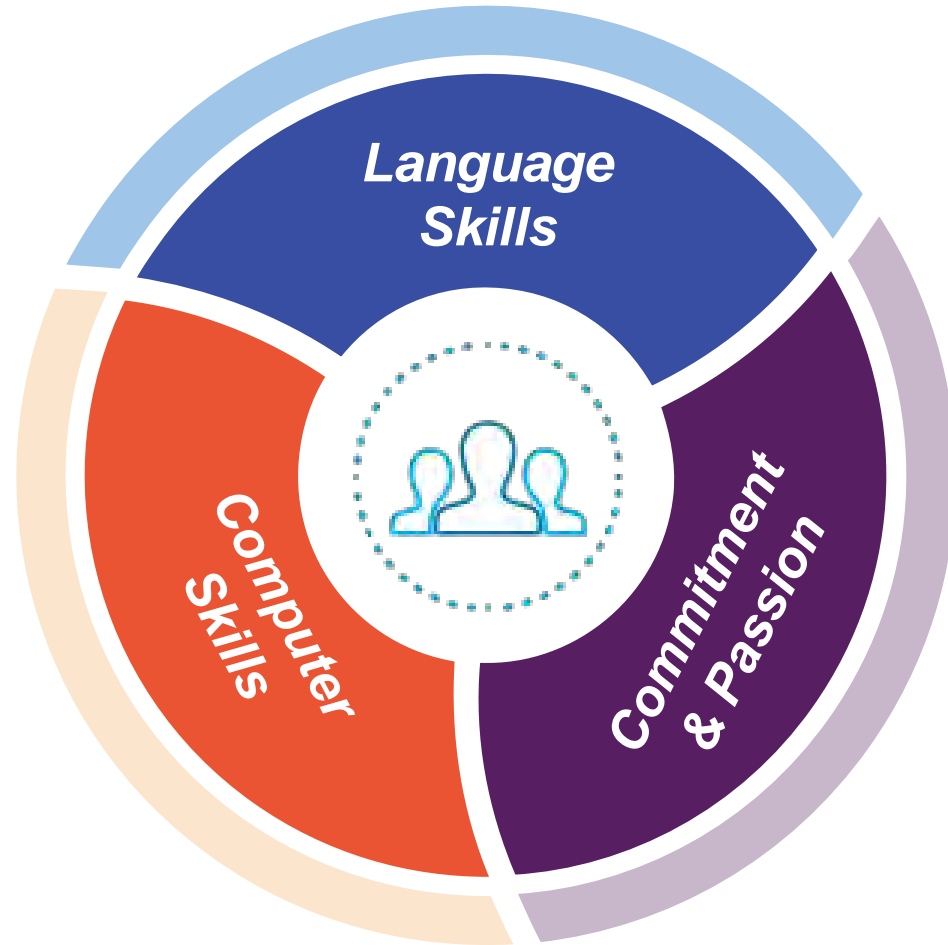 Language
Skills
Commitment
& Passion
Computer
Skills